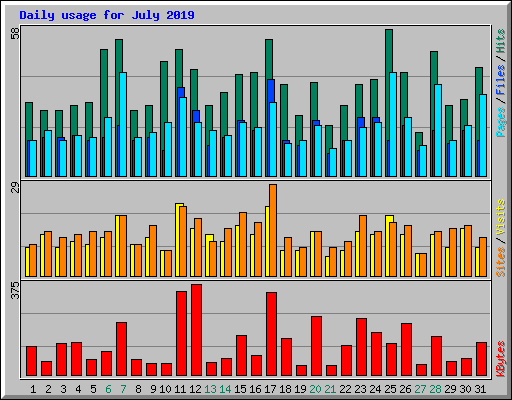 Daily usage for July 2019
58
Pages / Files / Hits
29
Sites / Visits
375
KBytes
1 2 3 4 5 6 7 8 9 10 11 12 13 14 15 16 17 18 19 20 21 22 23 24 25 26 27 28 29 30 31